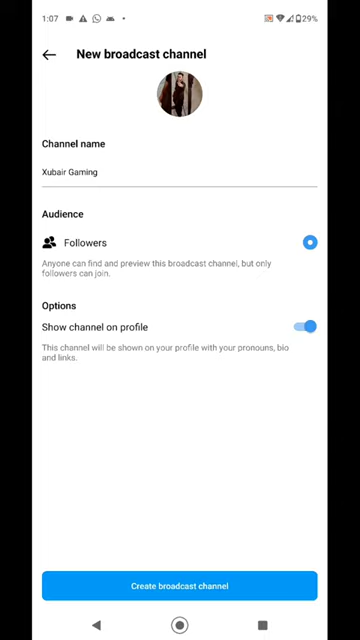 1:07
29%
New broadcast channel
Channel name
Xubair Gaming
Audience
Followers
Anyone can find and preview this broadcast channel, but only
followers can join.
Options
Show channel on profile
This channel will be shown on your profile with your pronouns, bio
and links.
Create broadcast channel